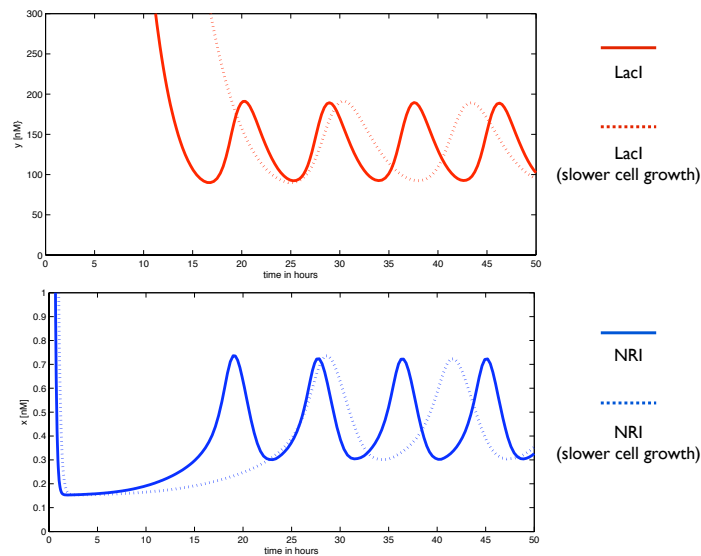 300
250
200
150
100
50
0
y [nM}
0 5 10 15 20 25 30 35 40 45 50
time in hours
LacI
LacI
(slower cell growth)
1
0.9
0.8
0.7
0.6
0.5
0.4
0.3
0.2
0.1
0
x [nM]
0 5 10 15 20 25 30 35 40 45 50
time in hours
NRI
NRI
(slower cell growth)